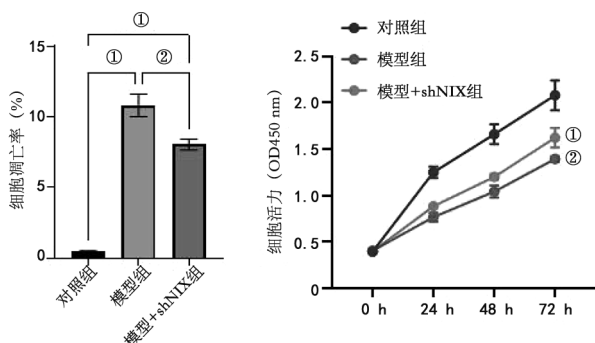 ①
①
②
15
10
5
0
细胞凋亡率（%）
对照组
模型组
模型+shNIX组
对照组
模型组
模型+shNIX组
2.5
2.0
1.5
1.0
0.5
0
细胞活力（OD450 nm）
①
②
0 h
24 h
48 h
72 h